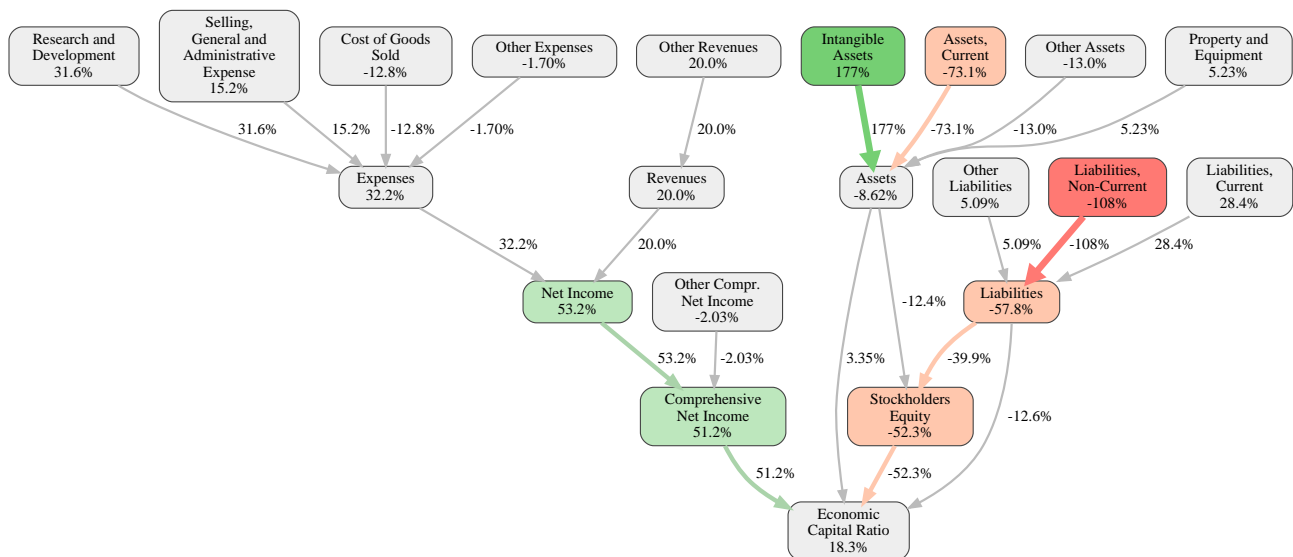 Research and
Development
31.6%
Selling,
General and
Administrative
Expense
15.2%
Cost of Goods
Sold
-12.8%
Other Expenses
-1.70%
Other Revenues
20.0%
Intangible
Assets
177%
Assets,
Current
-73.1%
Other Assets
-13.0%
Property and
Equipment
5.23%
31.6%
15.2%
-12.8%
-1.70%
20.0%
177%
-73.1%
-13.0%
5.23%
Expenses
32.2%
Revenues
20.0%
Assets
-8.62%
Other
Liabilities
5.09%
Liabilities,
Non-Current
-108%
Liabilities,
Current
28.4%
32.2%
20.0%
5.09%
-108%
28.4%
Net Income
53.2%
Other Compr.
Net Income
-2.03%
-12.4%
Liabilities
-57.8%
53.2%
-2.03%
3.35%
-39.9%
Comprehensive
Net Income
51.2%
Stockholders
Equity
-52.3%
-12.6%
51.2%
-52.3%
Economic
Capital Ratio
18.3%